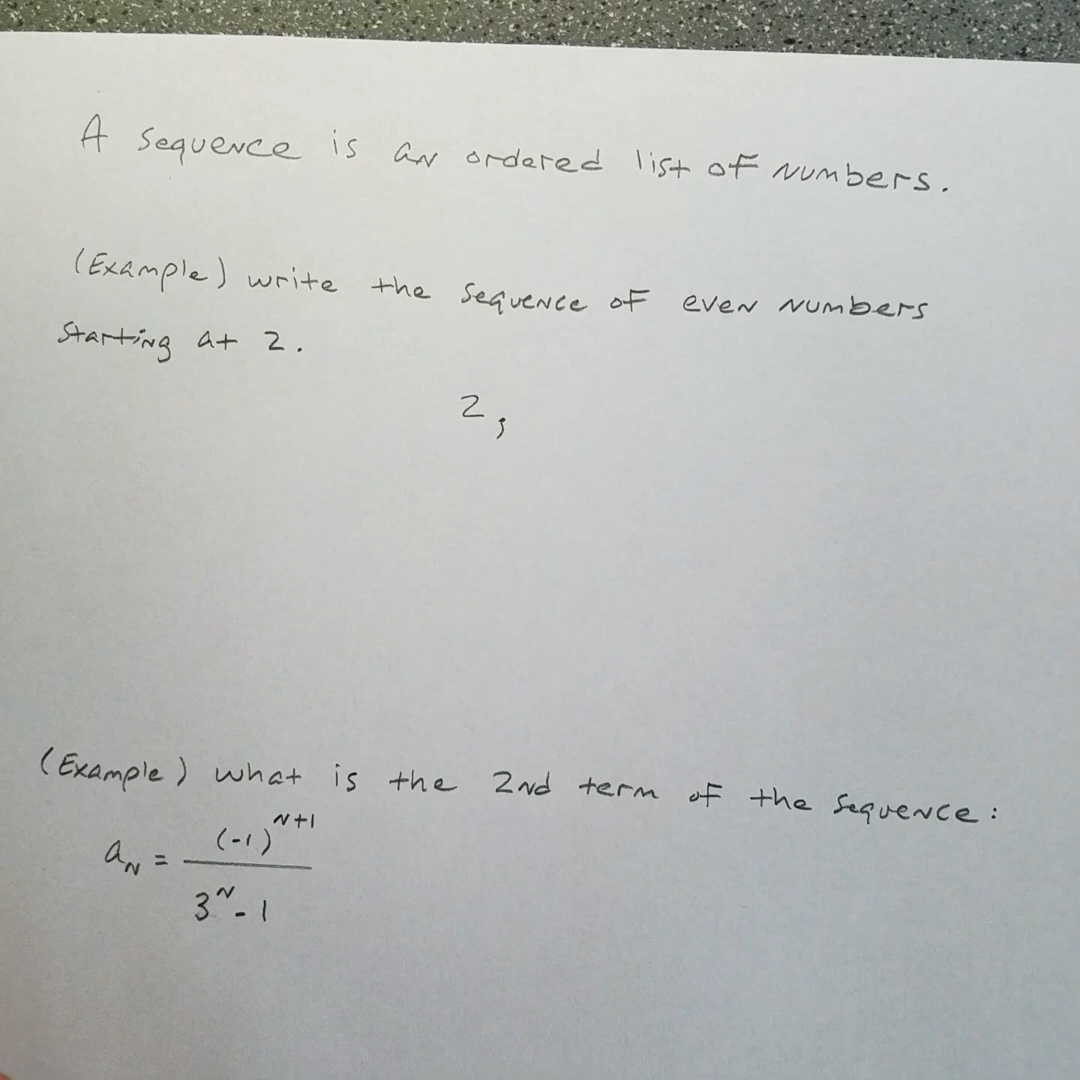 A sequence is an ordered list of numbers.
(Example) write the sequence of even numbers
starting at 2.
2,
(Example) what is the 2nd term of the sequence:
aₙ = (-1)ⁿ⁺¹ / (3ⁿ - 1)